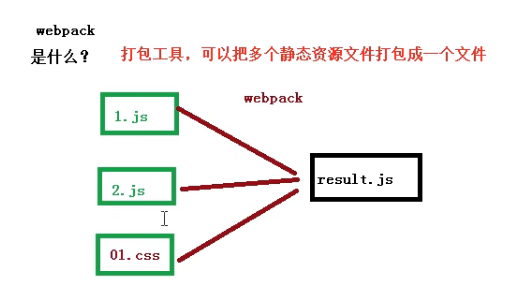 webpack
是什么？ 打包工具，可以把多个静态资源文件打包成一个文件
webpack
1.js
2.js
result.js
01.css